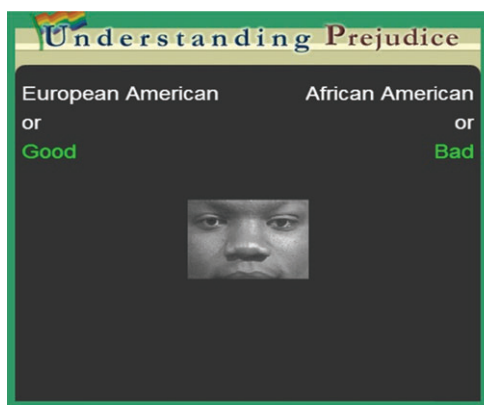 Understanding Prejudice
European American
or
Good
African American
or
Bad